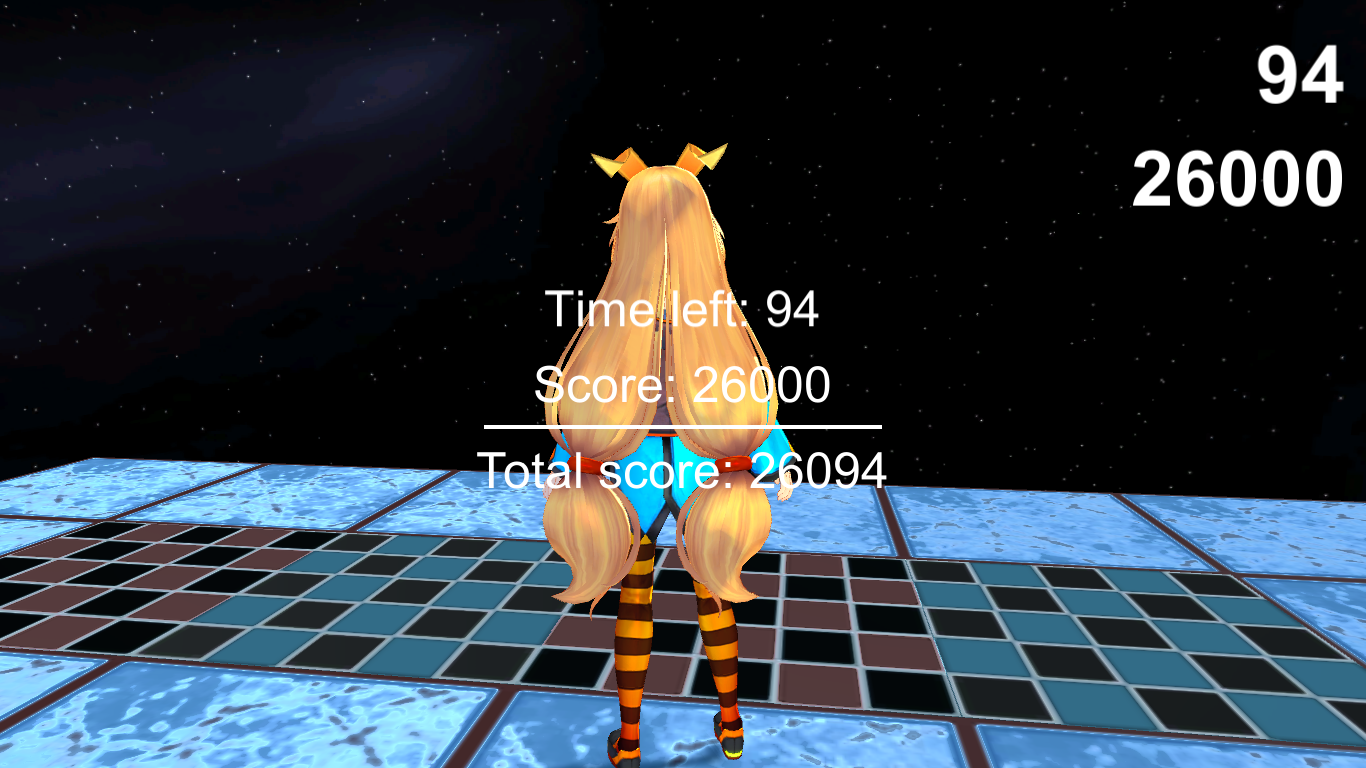 94
26000
Time left: 94
Score: 26000
Total score: 26094